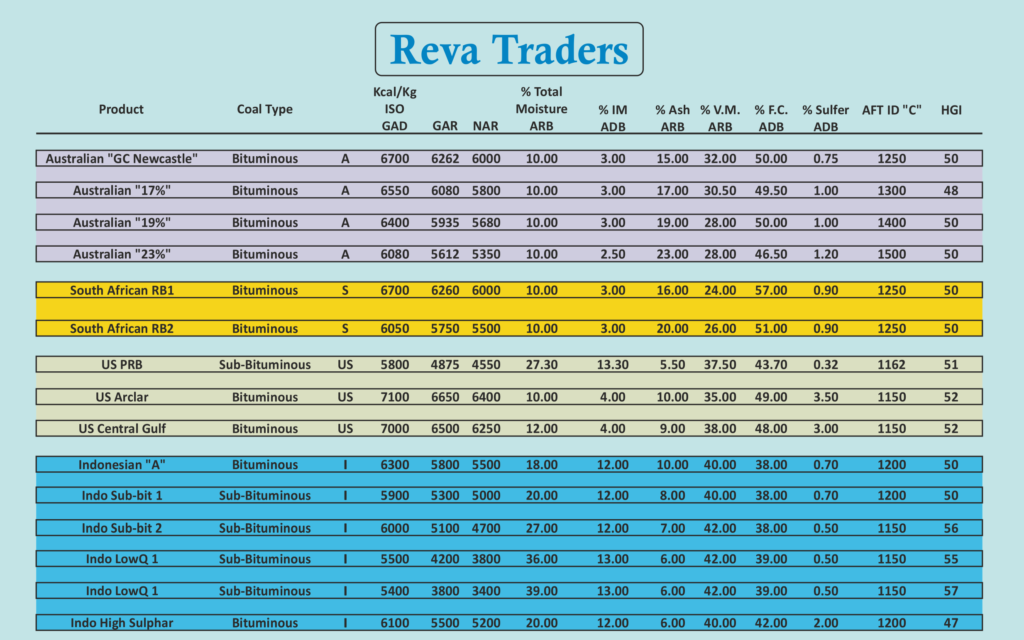 Reva Traders
Kcal/Kg % Total
Product Coal Type ISO Moisture % IM % Ash % V.M. % F.C. % Sulfer AFT ID "C" HGI
GAD GAR NAR ARB ADB ARB ARB ADB ADB
Australian "GC Newcastle" Bituminous A 6700 6262 6000 10.00 3.00 15.00 32.00 50.00 0.75 1250 50
Australian "17%" Bituminous A 6550 6080 5800 10.00 3.00 17.00 30.50 49.50 1.00 1300 48
Australian "19%" Bituminous A 6400 5935 5680 10.00 3.00 19.00 28.00 50.00 1.00 1400 50
Australian "23%" Bituminous A 6080 5612 5350 10.00 2.50 23.00 28.00 46.50 1.20 1500 50
South African RB1 Bituminous S 6700 6260 6000 10.00 3.00 16.00 24.00 57.00 0.90 1250 50
South African RB2 Bituminous S 6050 5750 5500 10.00 3.00 20.00 26.00 51.00 0.90 1250 50
US PRB Sub-Bituminous US 5800 4875 4550 27.30 13.30 5.50 37.50 43.70 0.32 1162 51
US Arclar Bituminous US 7100 6650 6400 10.00 4.00 10.00 35.00 49.00 3.50 1150 52
US Central Gulf Bituminous US 7000 6500 6250 12.00 4.00 9.00 38.00 48.00 3.00 1150 52
Indonesian "A" Bituminous I 6300 5800 5500 18.00 12.00 10.00 40.00 38.00 0.70 1200 50
Indo Sub-bit 1 Sub-Bituminous I 5900 5300 5000 20.00 12.00 8.00 40.00 38.00 0.70 1200 50
Indo Sub-bit 2 Sub-Bituminous I 6000 5100 4700 27.00 12.00 7.00 42.00 38.00 0.50 1150 56
Indo LowQ 1 Sub-Bituminous I 5500 4200 3800 36.00 13.00 6.00 42.00 39.00 0.50 1150 55
Indo LowQ 1 Sub-Bituminous I 5400 3800 3400 39.00 13.00 6.00 42.00 39.00 0.50 1150 57
Indo High Sulphar Bituminous I 6100 5500 5200 20.00 12.00 6.00 40.00 42.00 2.00 1200 47